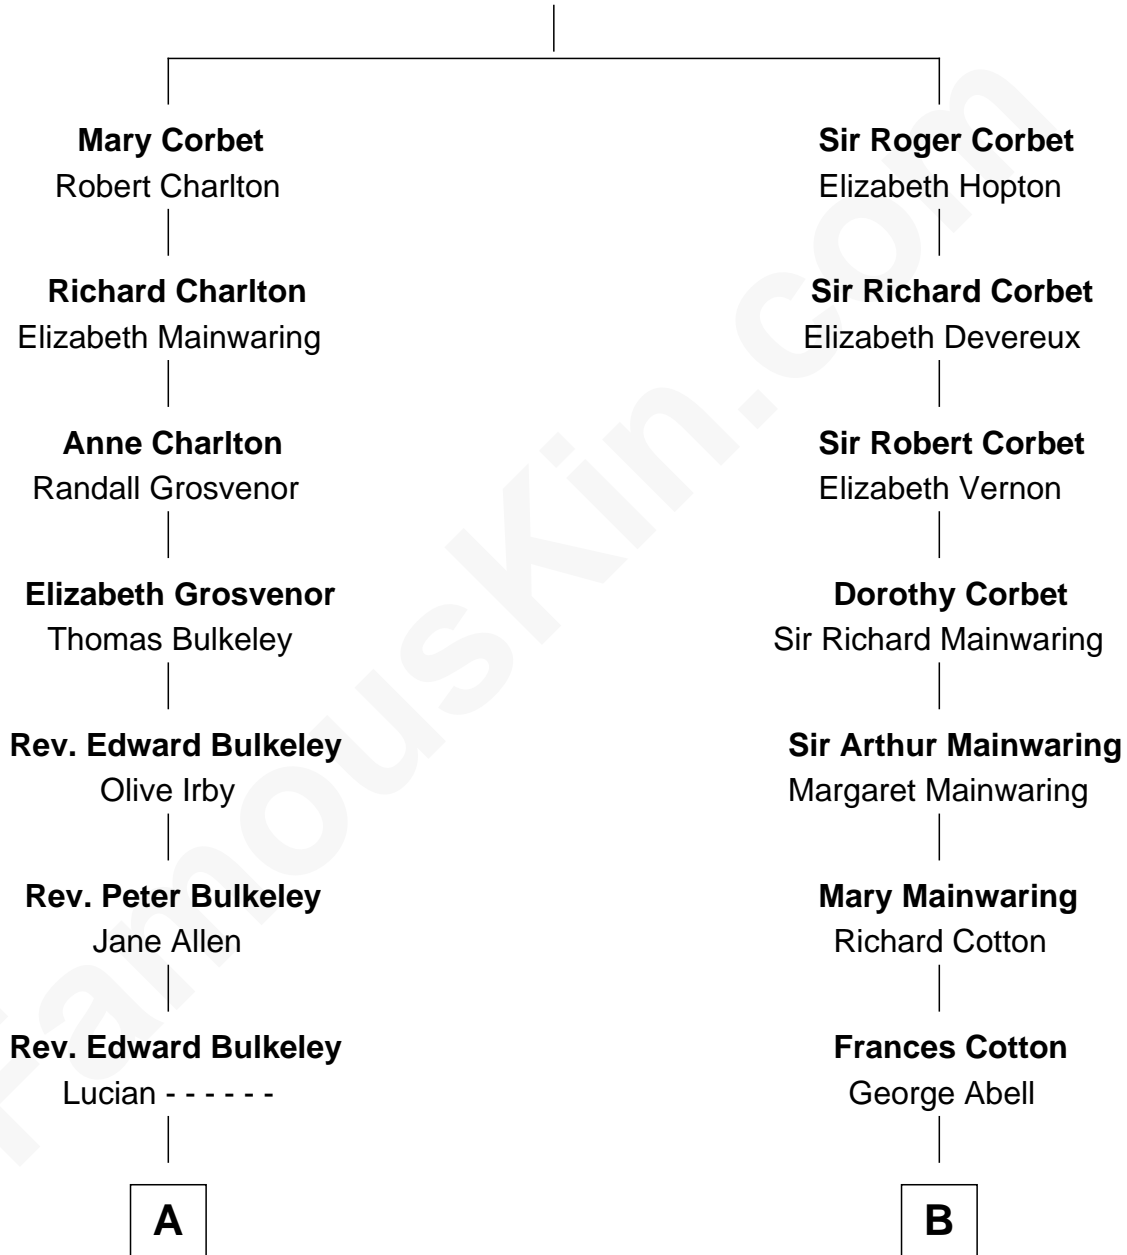 Mary Corbet
Robert Charlton
Richard Charlton
Elizabeth Mainwaring
Anne Charlton
Randall Grosvenor
Elizabeth Grosvenor
Thomas Bulkeley
Rev. Edward Bulkeley
Olive Irby
Rev. Peter Bulkeley
Jane Allen
Rev. Edward Bulkeley
Lucian - - - - - -
A
Sir Roger Corbet
Elizabeth Hopton
Sir Richard Corbet
Elizabeth Devereux
Sir Robert Corbet
Elizabeth Vernon
Dorothy Corbet
Sir Richard Mainwaring
Sir Arthur Mainwaring
Margaret Mainwaring
Mary Mainwaring
Richard Cotton
Frances Cotton
George Abell
B
FamousKin.com